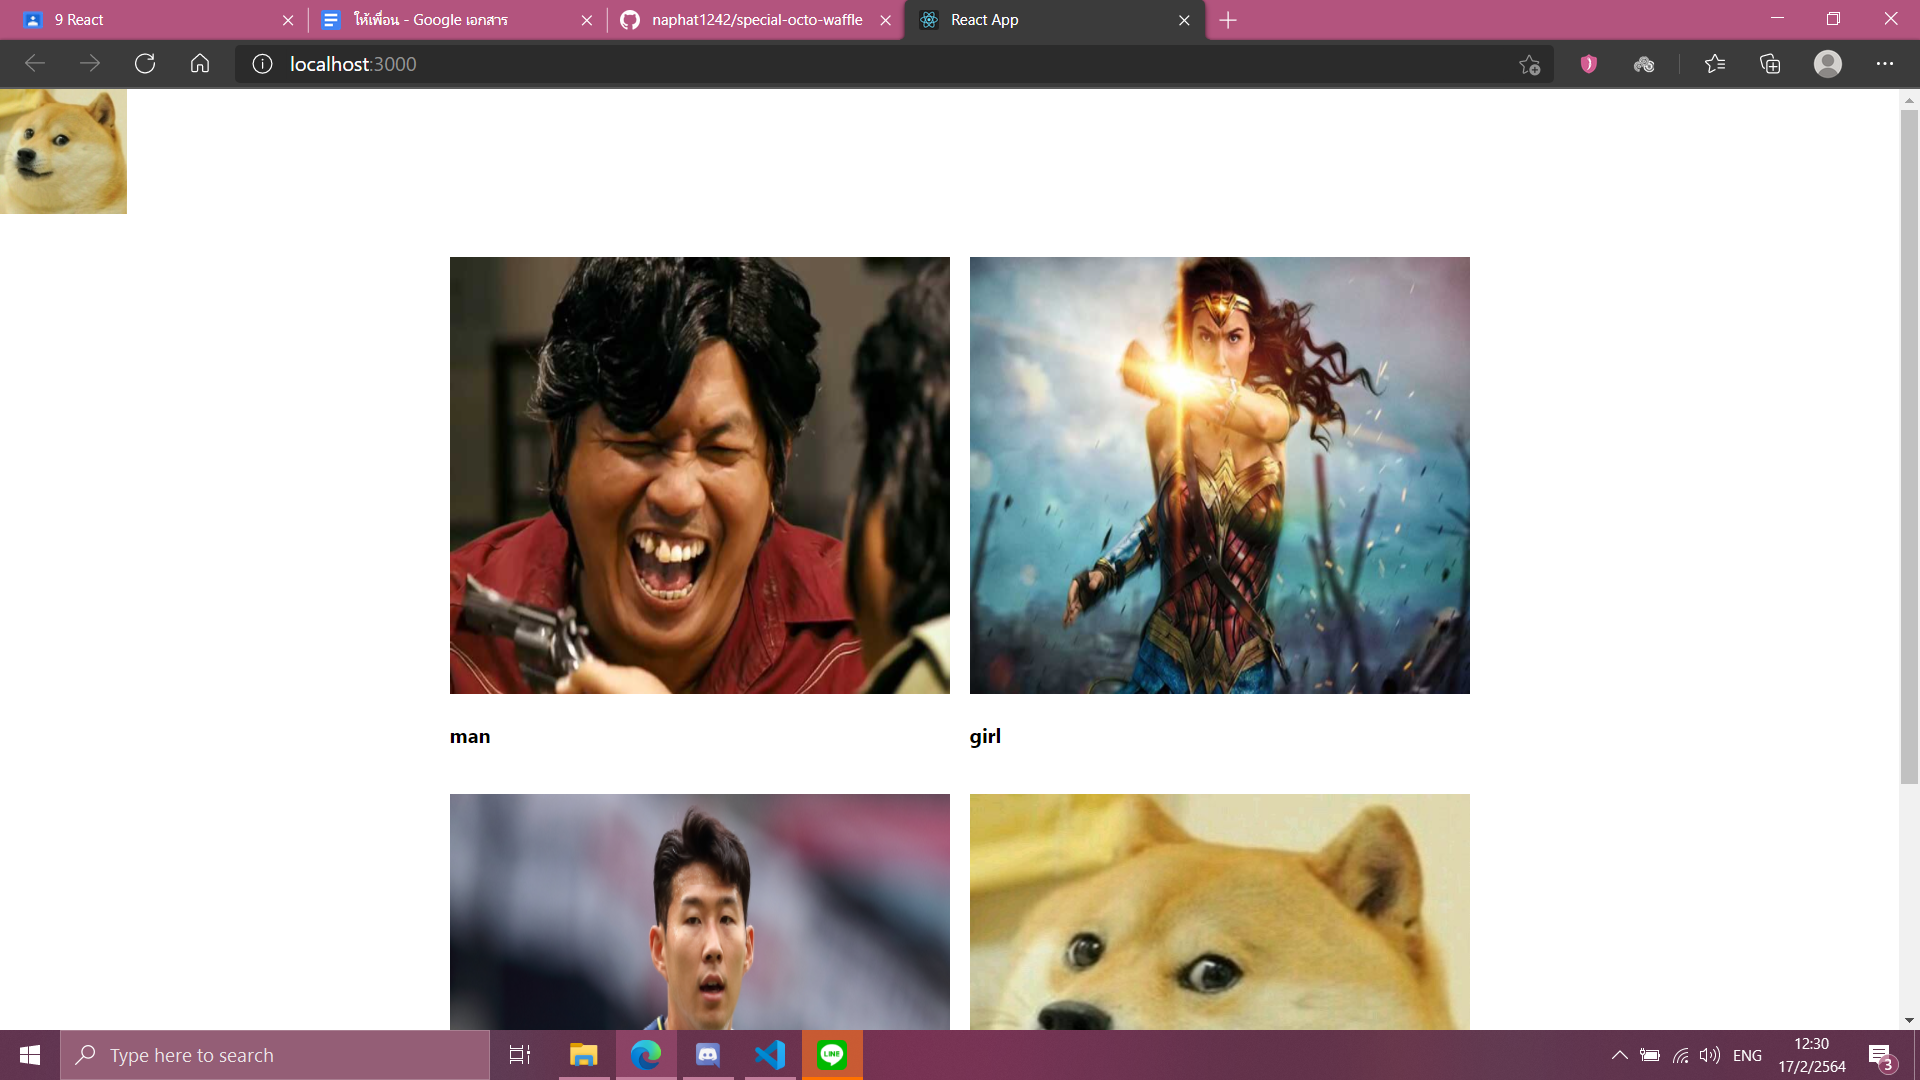 9 React
ให้เพื่อน - Google เอกสาร
naphat1242/special-octo-waffle
React App
localhost:3000
man
girl
Type here to search
LINE
ENG
12:30
17/2/2564
3